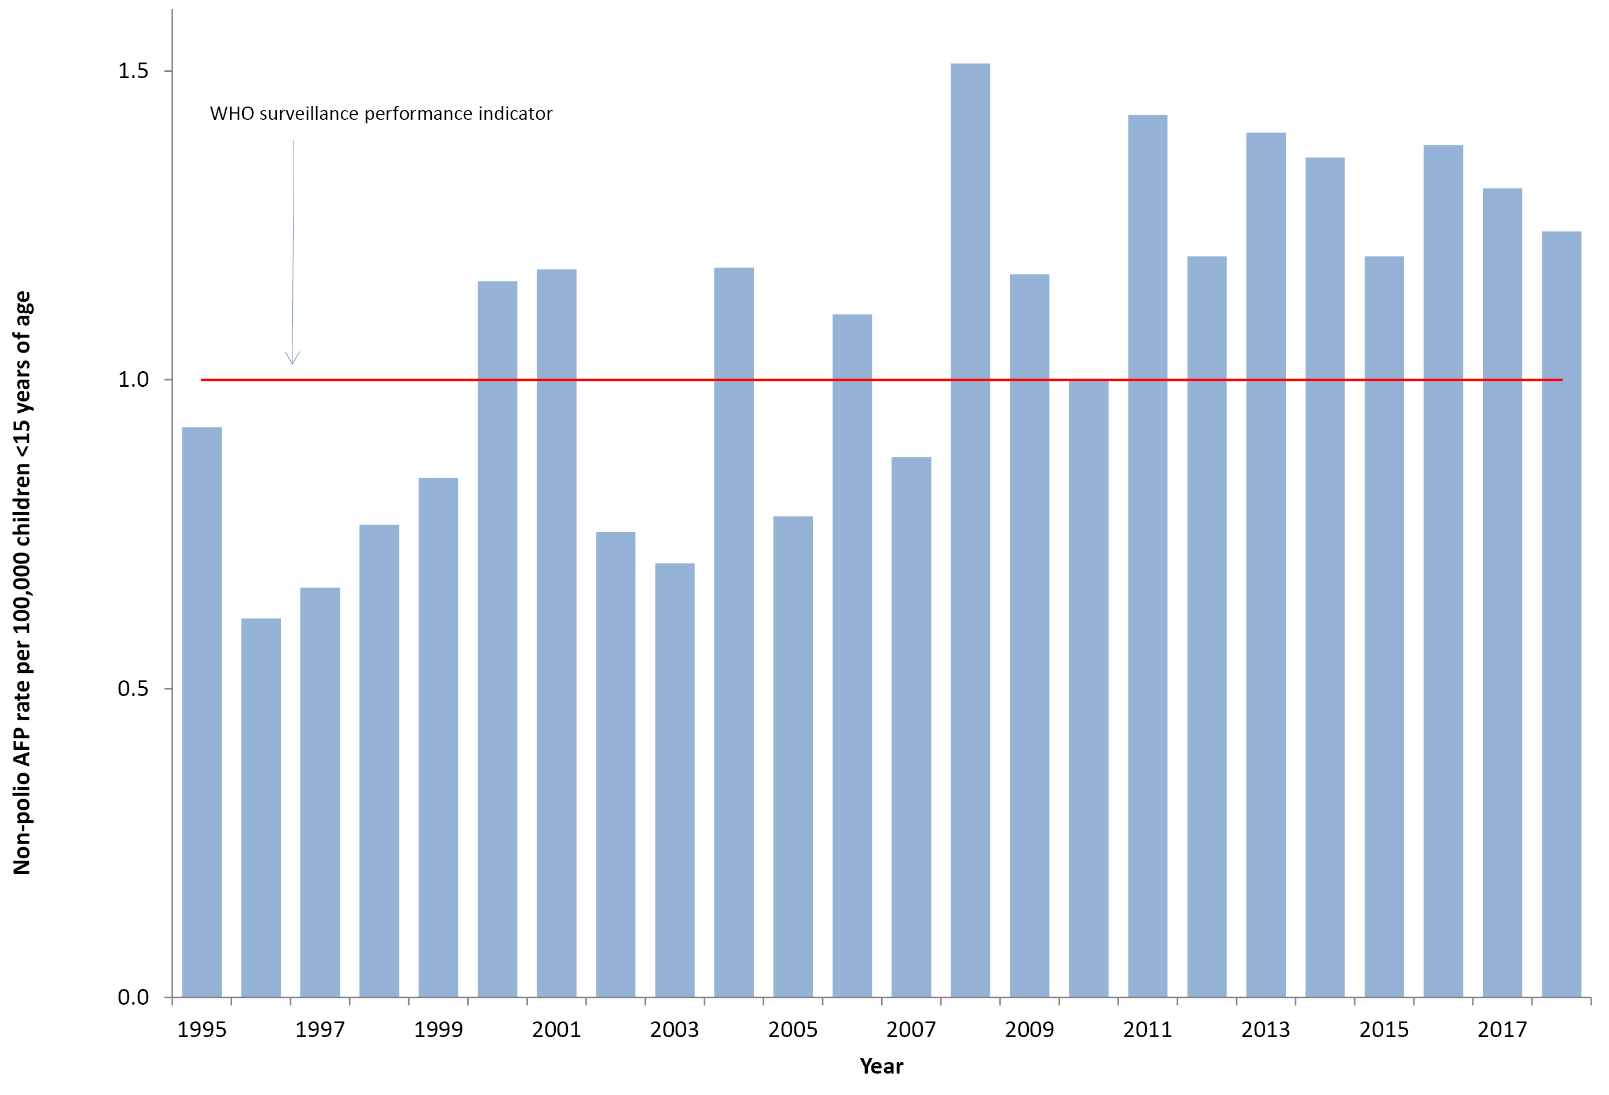 1.5
WHO surveillance performance indicator
1.0
0.5
0.0
Non-polio AFP rate per 100,000 children <15 years of age
1995 1997 1999 2001 2003 2005 2007 2009 2011 2013 2015 2017
Year